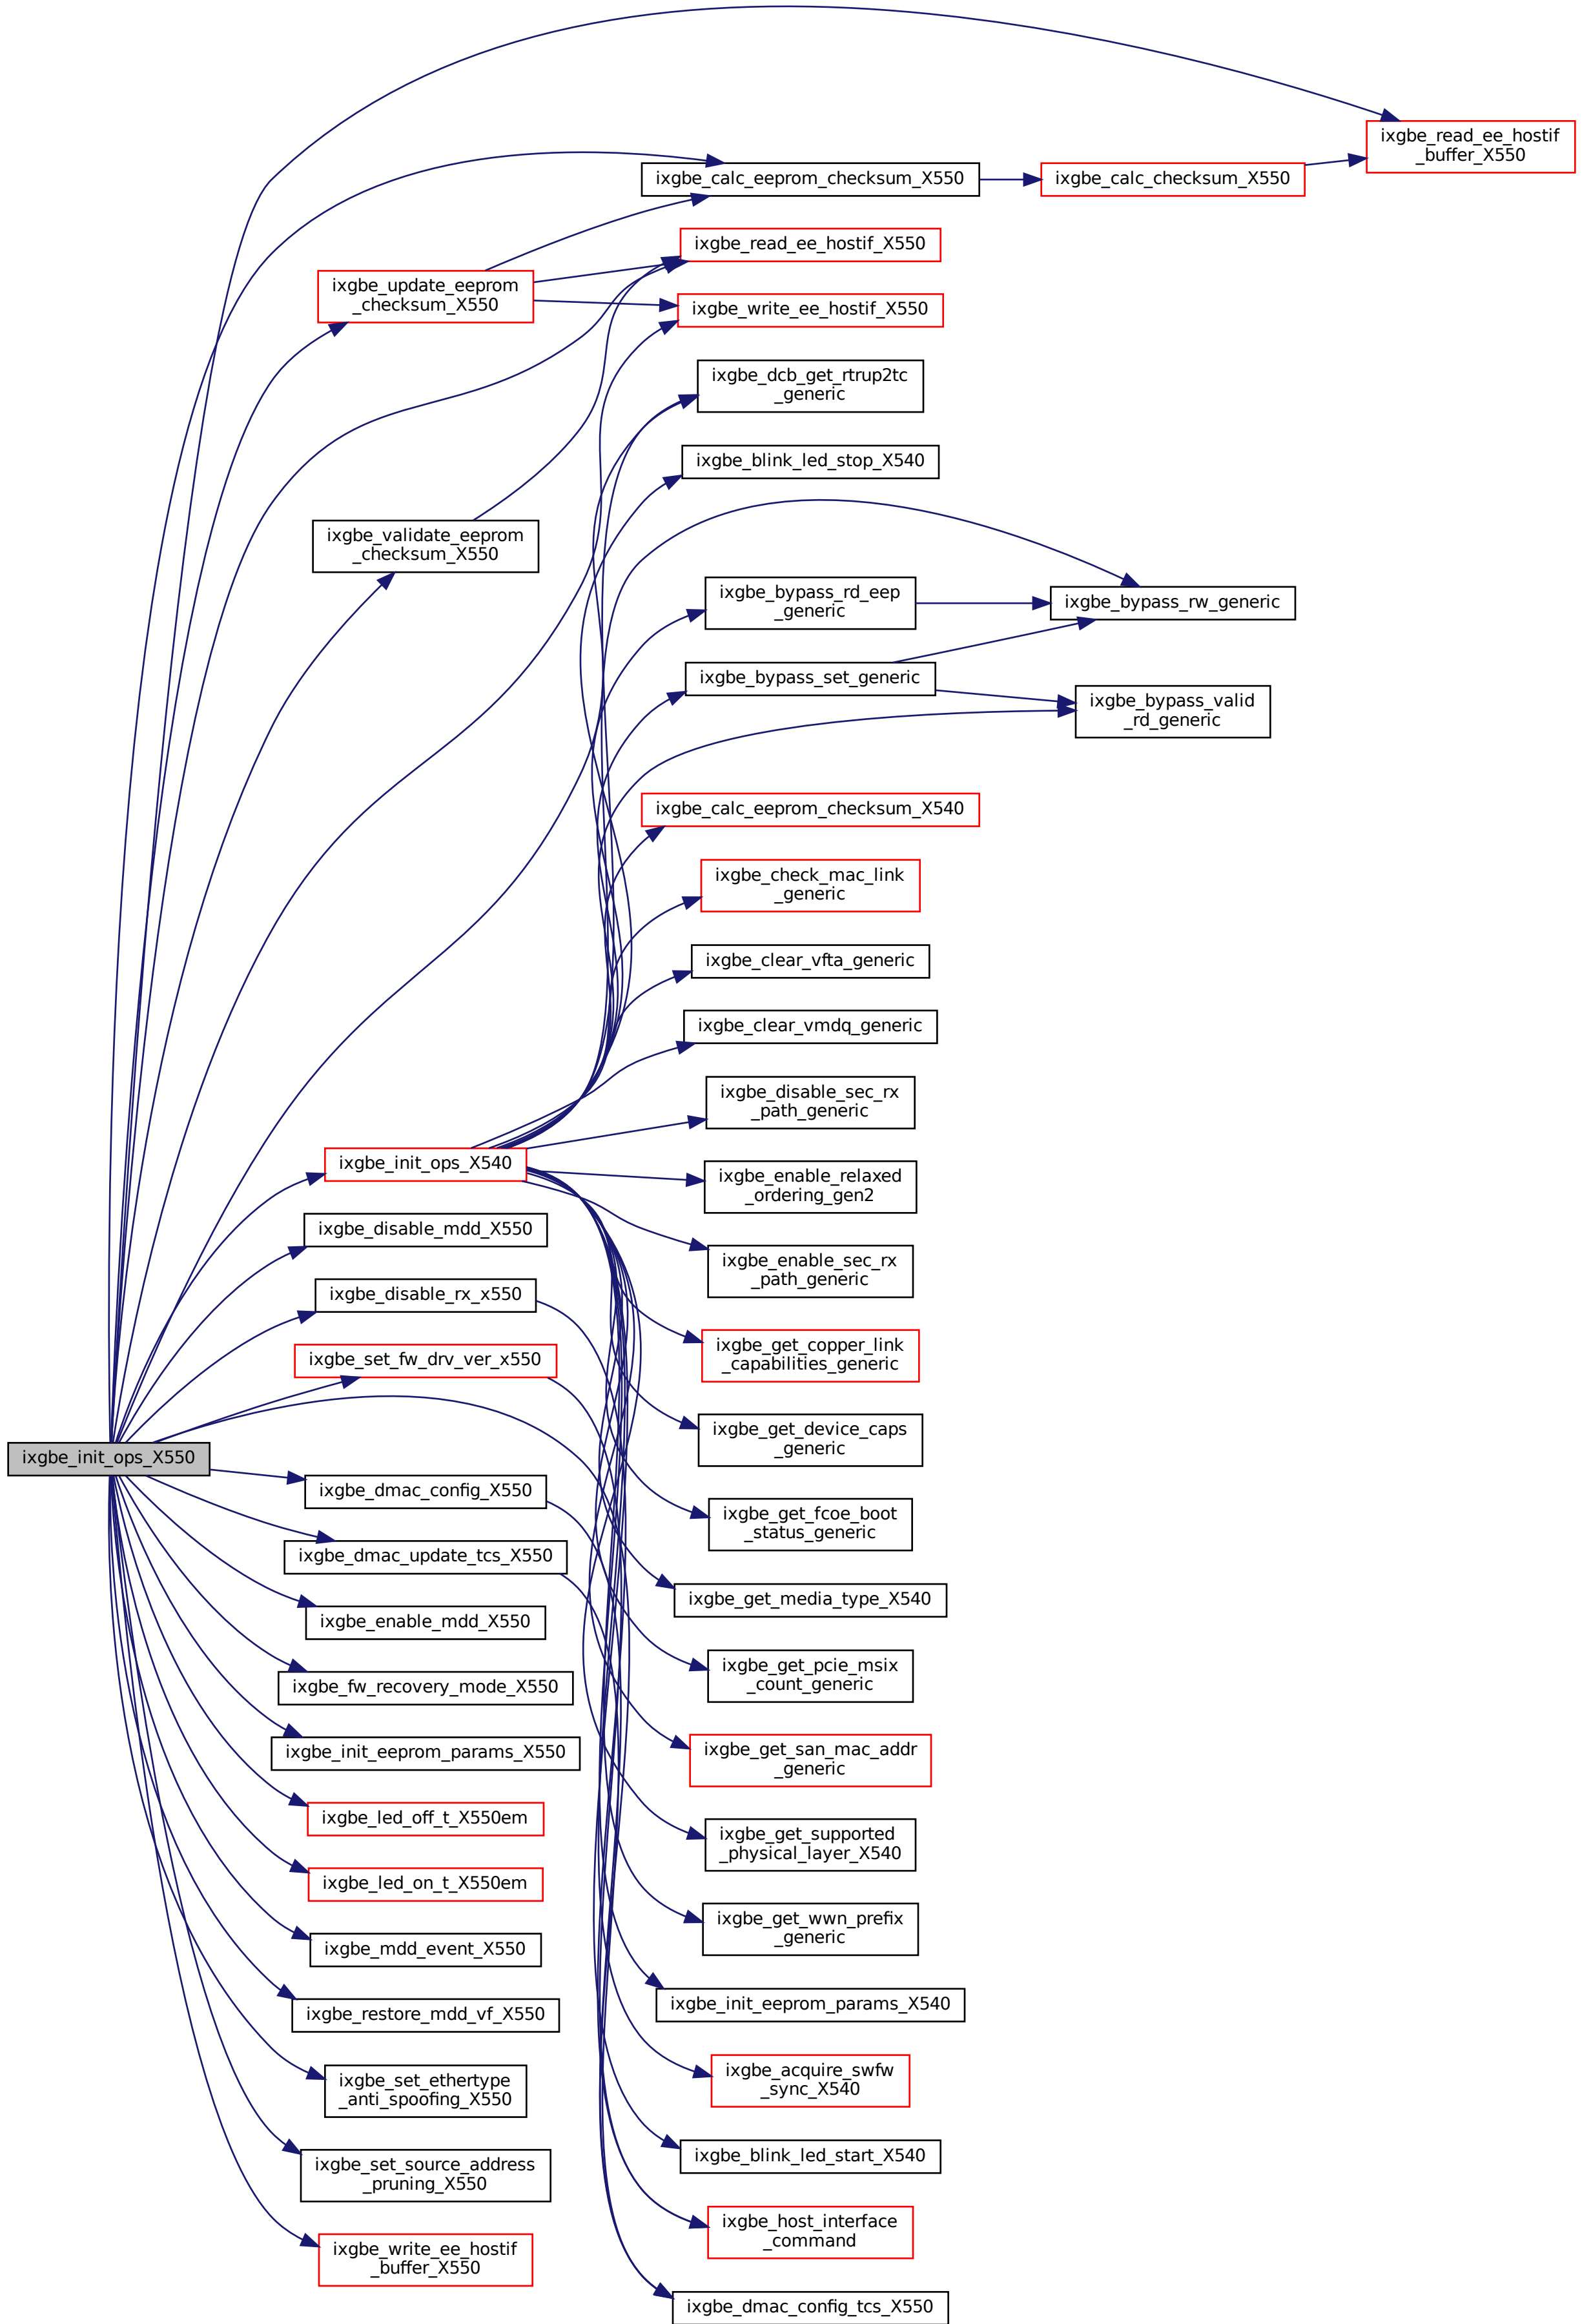 ixgbe_read_ee_hostif
_buffer_X550
ixgbe_calc_eeprom_checksum_X550
ixgbe_calc_checksum_X550
ixgbe_read_ee_hostif_X550
ixgbe_update_eeprom
_checksum_X550
ixgbe_write_ee_hostif_X550
ixgbe_dcb_get_rtrup2tc
_generic
ixgbe_blink_led_stop_X540
ixgbe_validate_eeprom
_checksum_X550
ixgbe_bypass_rd_eep
_generic
ixgbe_bypass_rw_generic
ixgbe_bypass_set_generic
ixgbe_bypass_valid
_rd_generic
ixgbe_calc_eeprom_checksum_X540
ixgbe_check_mac_link
_generic
ixgbe_clear_vfta_generic
ixgbe_clear_vmdq_generic
ixgbe_disable_sec_rx
_path_generic
ixgbe_init_ops_X540
ixgbe_enable_relaxed
_ordering_gen2
ixgbe_disable_mdd_X550
ixgbe_enable_sec_rx
_path_generic
ixgbe_disable_rx_x550
ixgbe_get_copper_link
_capabilities_generic
ixgbe_set_fw_drv_ver_x550
ixgbe_get_device_caps
_generic
ixgbe_init_ops_X550
ixgbe_dmac_config_X550
ixgbe_get_fcoe_boot
_status_generic
ixgbe_dmac_update_tcs_X550
ixgbe_get_media_type_X540
ixgbe_enable_mdd_X550
ixgbe_get_pcie_msix
_count_generic
ixgbe_fw_recovery_mode_X550
ixgbe_init_eeprom_params_X550
ixgbe_get_san_mac_addr
_generic
ixgbe_led_off_t_X550em
ixgbe_get_supported
_physical_layer_X540
ixgbe_led_on_t_X550em
ixgbe_get_wwn_prefix
_generic
ixgbe_mdd_event_X550
ixgbe_restore_mdd_vf_X550
ixgbe_init_eeprom_params_X540
ixgbe_set_ethertype
_anti_spoofing_X550
ixgbe_acquire_swfw
_sync_X540
ixgbe_set_source_address
_pruning_X550
ixgbe_blink_led_start_X540
ixgbe_write_ee_hostif
_buffer_X550
ixgbe_host_interface
_command
ixgbe_dmac_config_tcs_X550